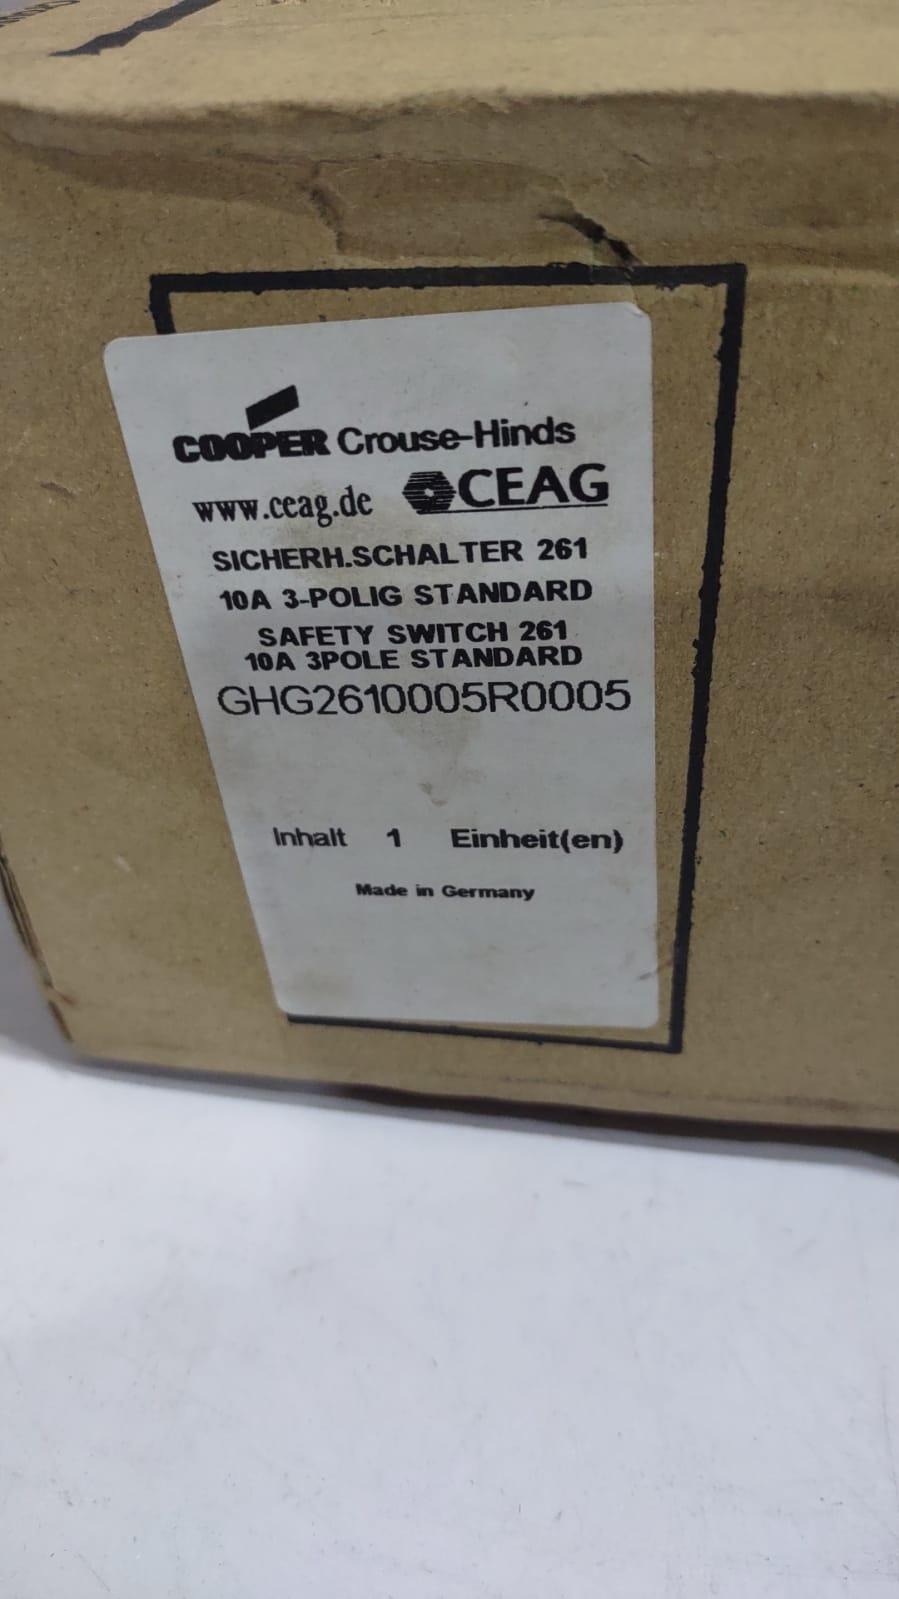 COOPER Crouse-Hinds
www.ceag.de CEAG
SICHERH.SCHALTER 261
10A 3-POLIG STANDARD
SAFETY SWITCH 261
10A 3POLE STANDARD
GHG2610005R0005
Inhalt 1 Einheit(en)
Made in Germany